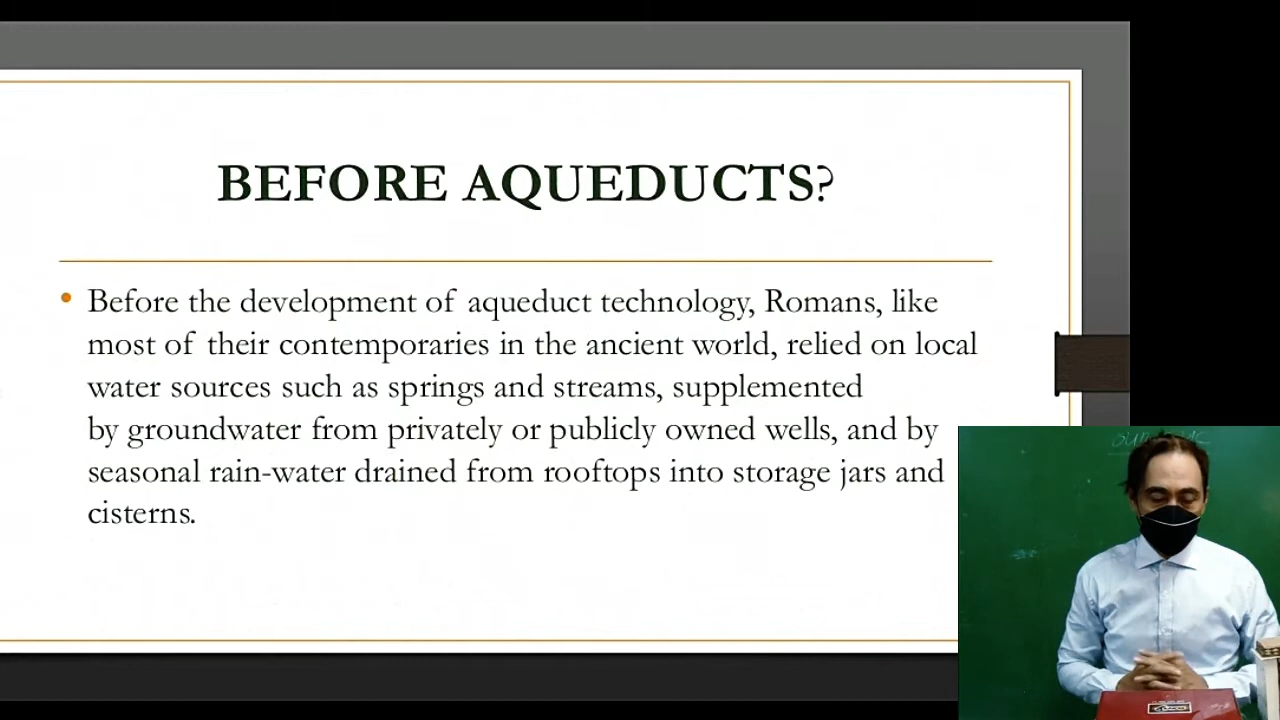 BEFORE AQUEDUCTS?
Before the development of aqueduct technology, Romans, like
most of their contemporaries in the ancient world, relied on local
water sources such as springs and streams, supplemented
by groundwater from privately or publicly owned wells, and by
seasonal rain-water drained from rooftops into storage jars and
cisterns.